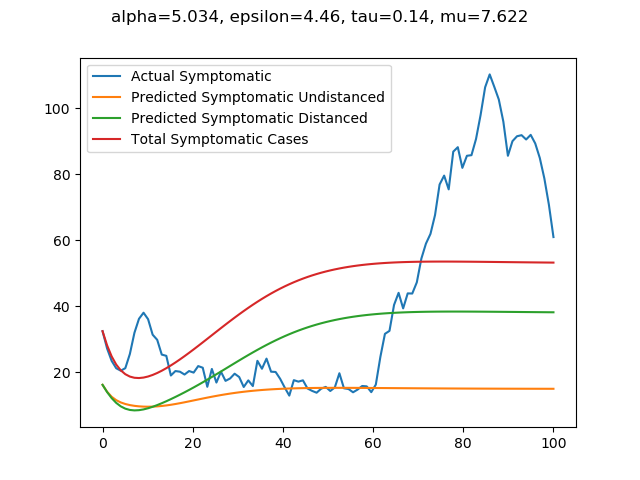 alpha=5.034, epsilon=4.46, tau=0.14, mu=7.622
Actual Symptomatic
Predicted Symptomatic Undistanced
Predicted Symptomatic Distanced
Total Symptomatic Cases
100
80
60
40
20
0 20 40 60 80 100